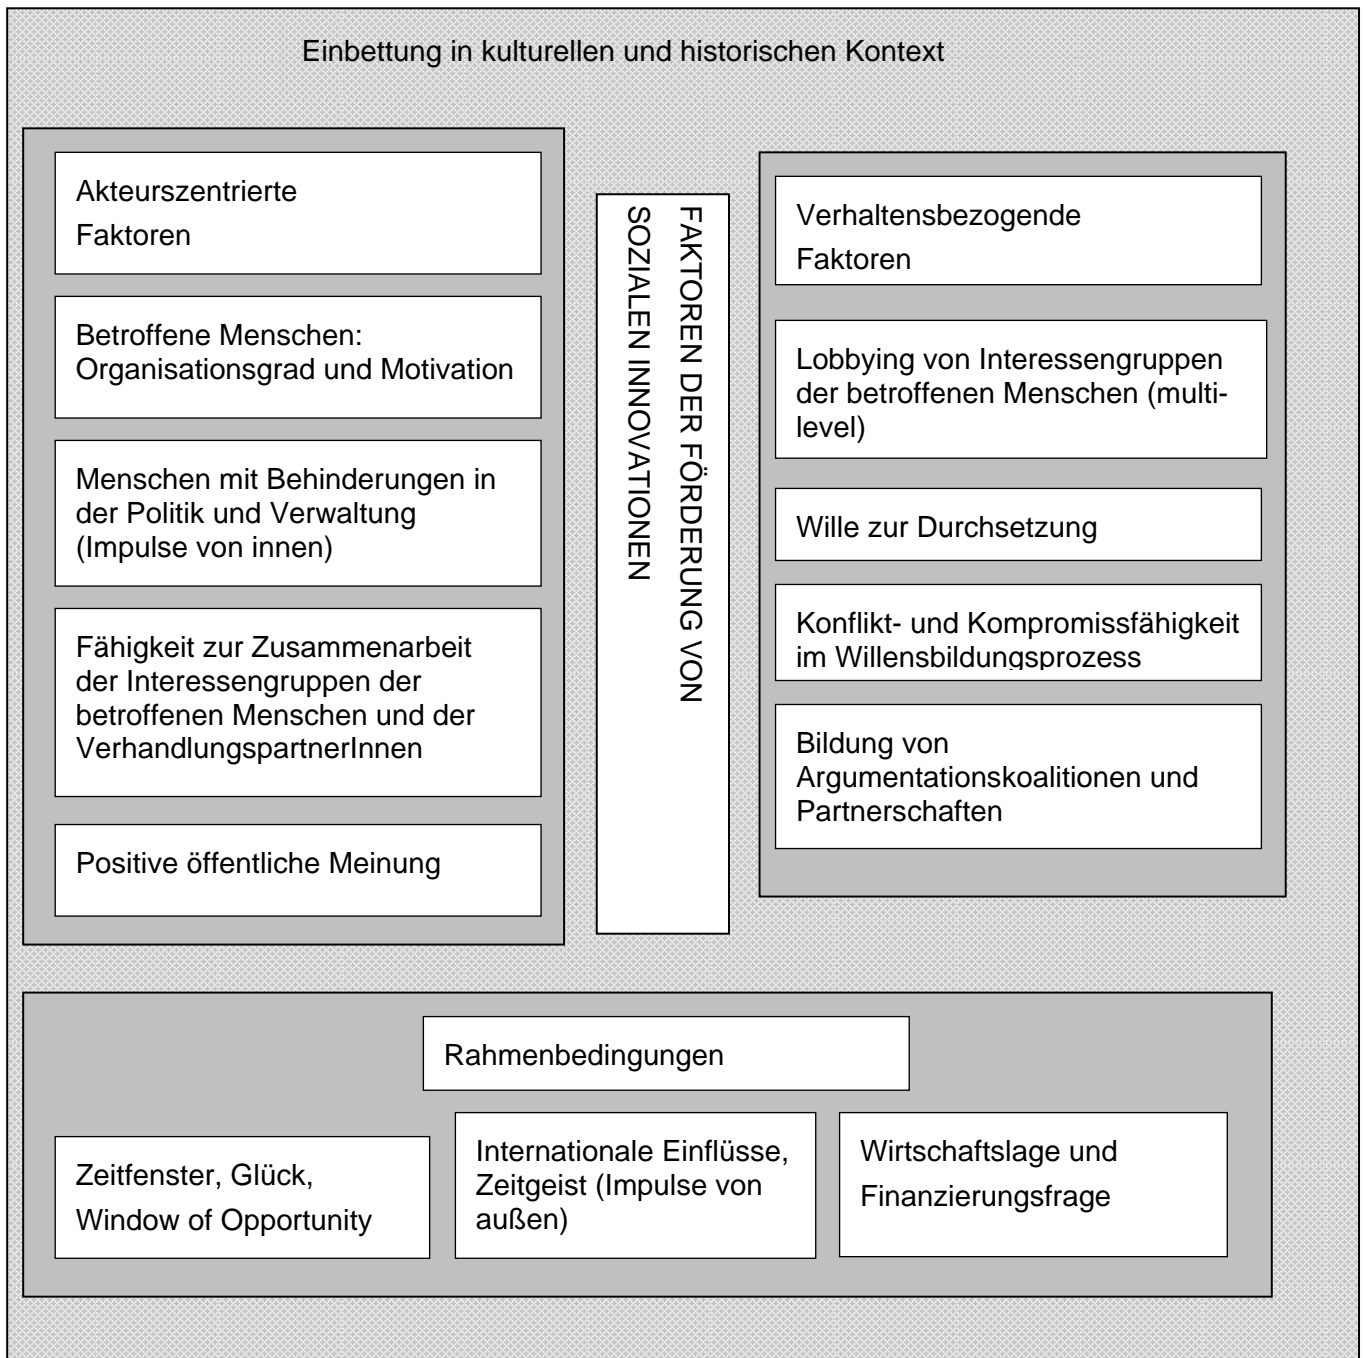 Einbettung in kulturellen und historischen Kontext
Akteurszentrierte
Faktoren
Betroffene Menschen:
Organisationsgrad und Motivation
Menschen mit Behinderungen in
der Politik und Verwaltung
(Impulse von innen)
Fähigkeit zur Zusammenarbeit
der Interessengruppen der
betroffenen Menschen und der
VerhandlungspartnerInnen
Positive öffentliche Meinung
FAKTOREN DER FÖRDERUNG VON
SOZIALEN INNOVATIONEN
Verhaltensbezogende
Faktoren
Lobbying von Interessengruppen
der betroffenen Menschen (multi-
level)
Wille zur Durchsetzung
Konflikt- und Kompromissfähigkeit
im Willensbildungsprozess
Bildung von
Argumentationskoalitionen und
Partnerschaften
Rahmenbedingungen
Zeitfenster, Glück,
Window of Opportunity
Internationale Einflüsse,
Zeitgeist (Impulse von
außen)
Wirtschaftslage und
Finanzierungsfrage